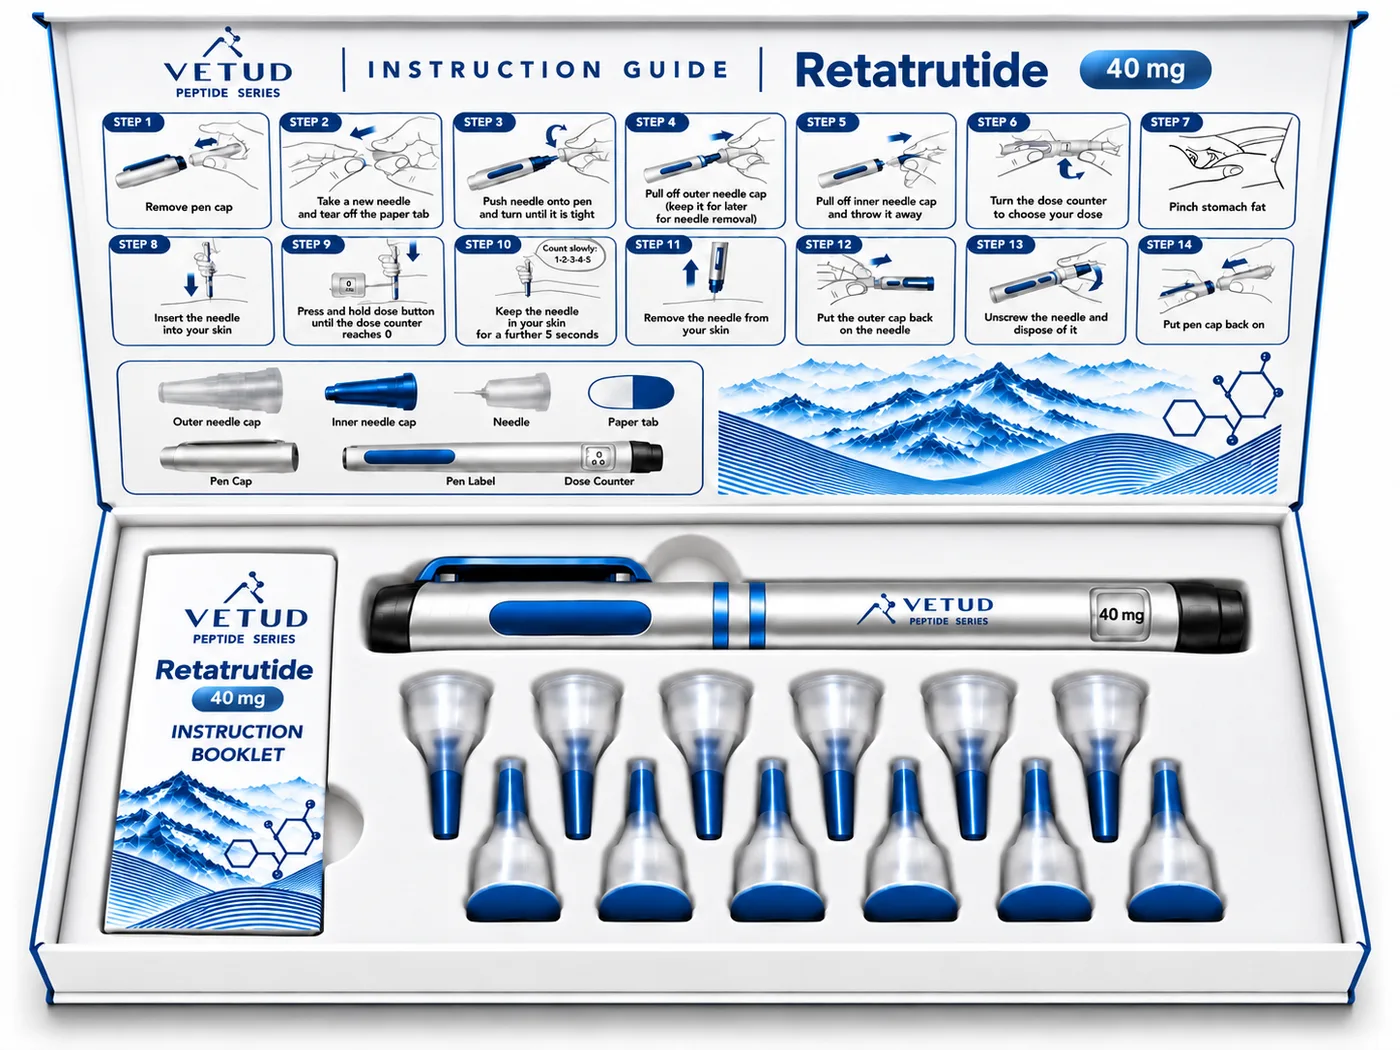 VETUD
PEPTIDE SERIES
INSTRUCTION GUIDE
Retatrutide
40 mg
STEP 1
Remove pen cap
STEP 2
Take a new needle
and tear off the paper tab
STEP 3
Push needle onto pen
and turn until it is tight
STEP 4
Pull off outer needle cap
(keep it for later
for needle removal)
STEP 5
Pull off inner needle cap
and throw it away
STEP 6
Turn the dose counter
to choose your dose
STEP 7
Pinch stomach fat
STEP 8
Insert the needle
into your skin
STEP 9
0
Press and hold dose button
until the dose counter
reaches 0
STEP 10
Count slowly:
1-2-3-4-5
Keep the needle
in your skin
for a further 5 seconds
STEP 11
Remove the needle from
your skin
STEP 12
Put the outer cap back
on the needle
STEP 13
Unscrew the needle and
dispose of it
STEP 14
Put pen cap back on
Outer needle cap
Inner needle cap
Needle
Paper tab
Pen Cap
Pen Label
Dose Counter
VETUD
PEPTIDE SERIES
Retatrutide
40 mg
INSTRUCTION
BOOKLET
VETUD
PEPTIDE SERIES
40 mg